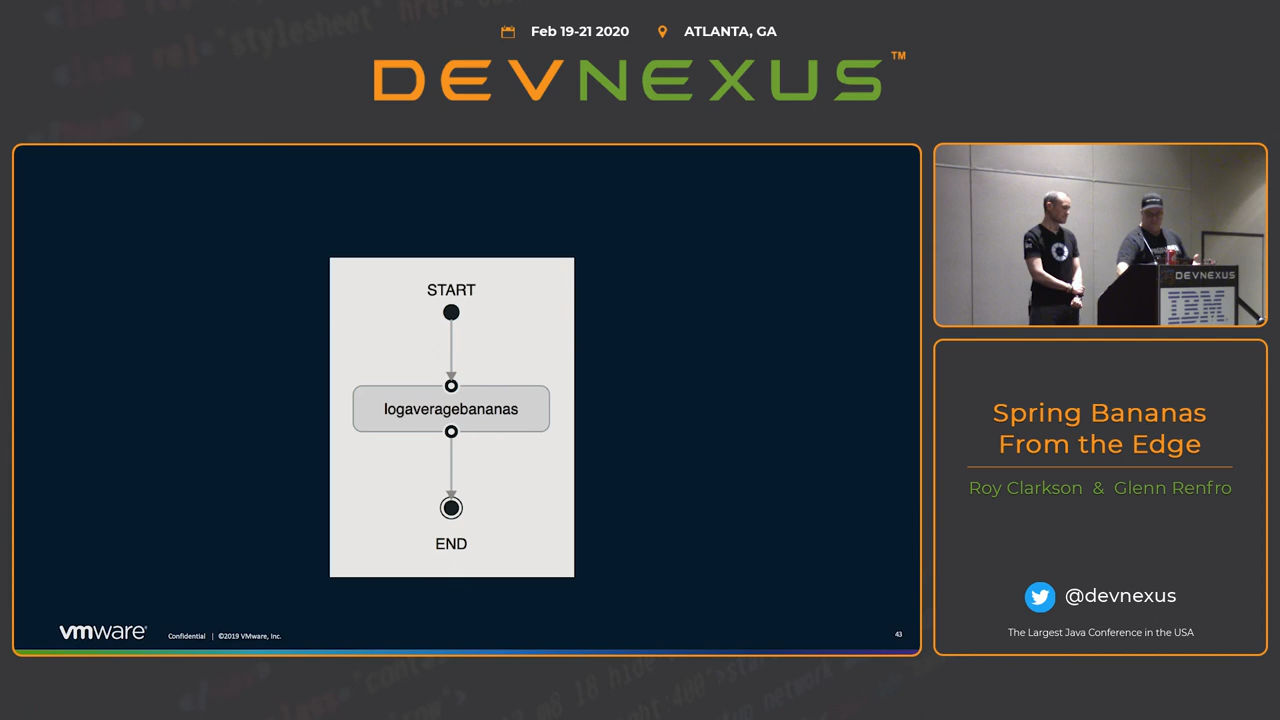 Feb 19-21 2020
ATLANTA, GA
DEVNEXUS™
START
logaveragebananas
END
vmware®
Confidential | ©2019 VMware, Inc.
43
DEVNEXUS
IBM
Spring Bananas
From the Edge
Roy Clarkson & Glenn Renfro
@devnexus
The Largest Java Conference in the USA